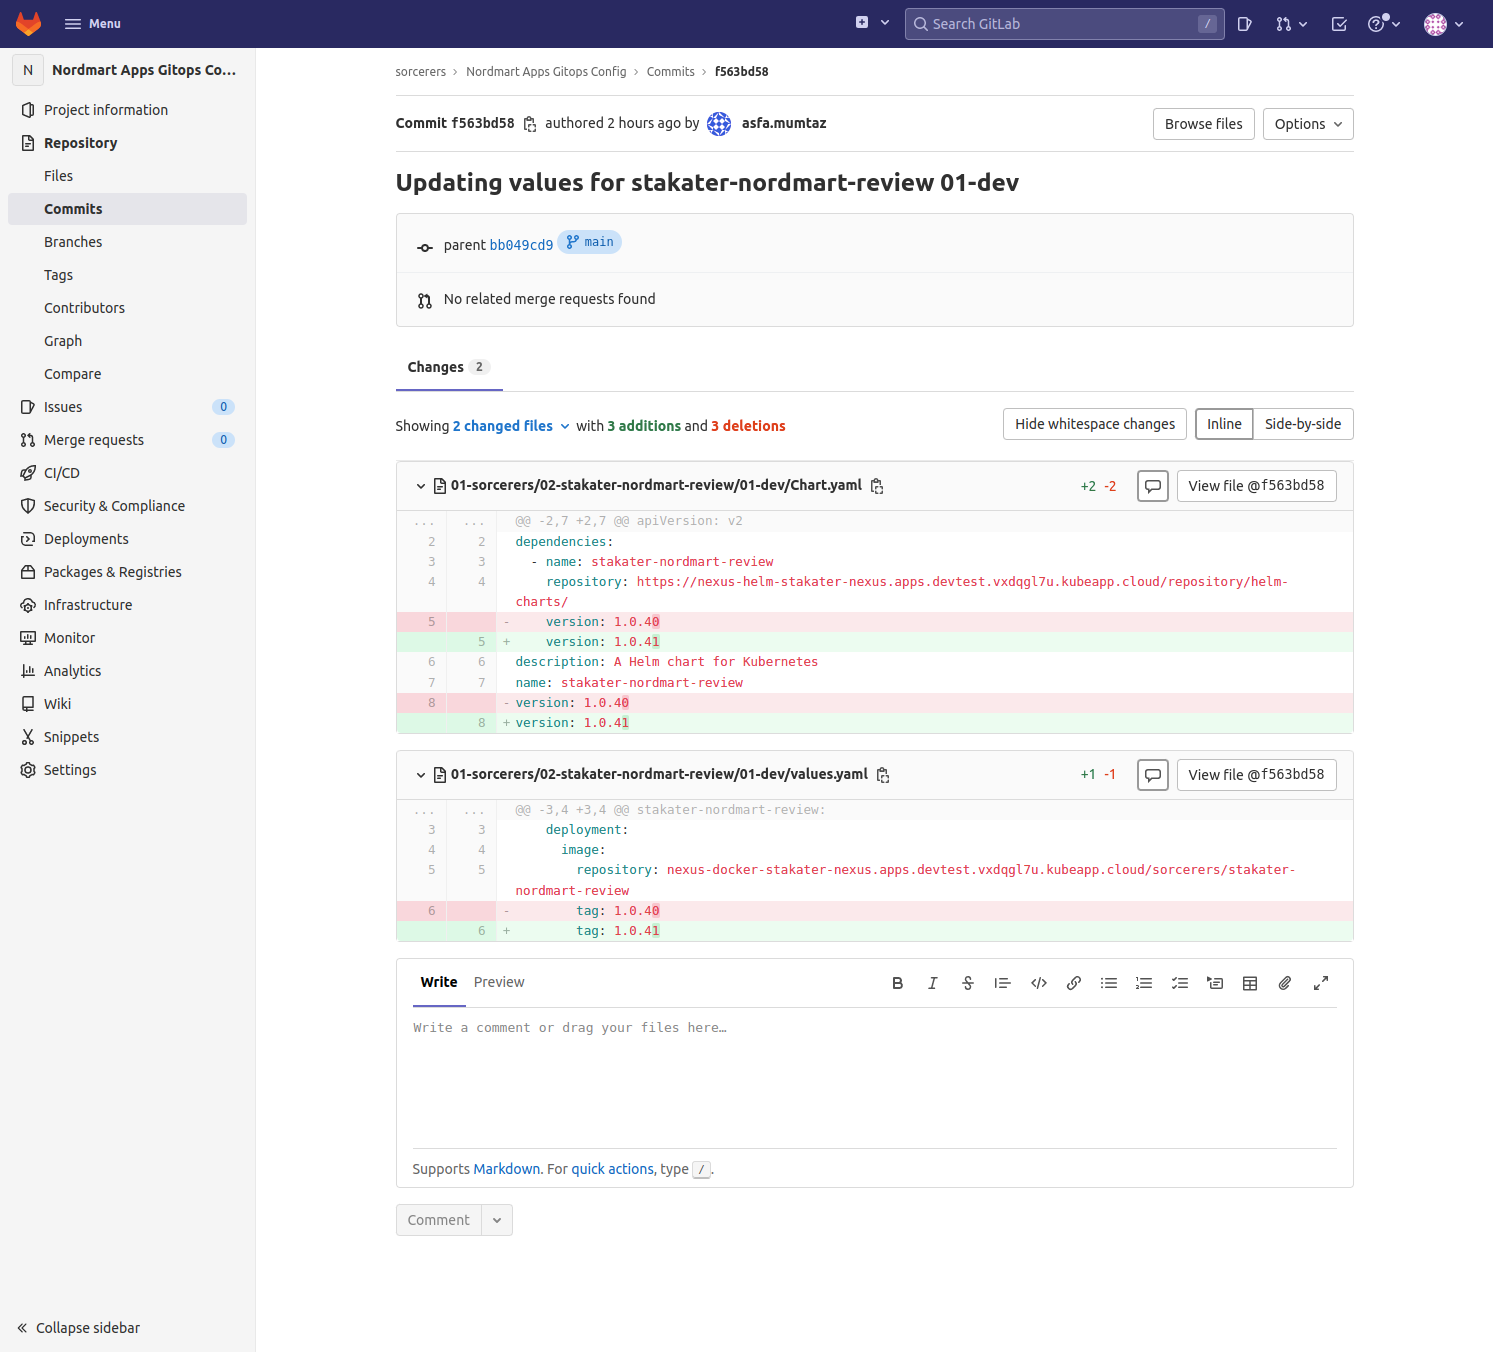 Menu
Search GitLab
/
N Nordmart Apps Gitops Co...
Project information
Repository
Files
Commits
Branches
Tags
Contributors
Graph
Compare
Issues 0
Merge requests 0
CI/CD
Security & Compliance
Deployments
Packages & Registries
Infrastructure
Monitor
Analytics
Wiki
Snippets
Settings
Collapse sidebar
sorcerers > Nordmart Apps Gitops Config > Commits > f563bd58
Commit f563bd58 authored 2 hours ago by asfa.mumtaz
Browse files Options
Updating values for stakater-nordmart-review 01-dev
parent bb049cd9 main
No related merge requests found
Changes 2
Showing 2 changed files with 3 additions and 3 deletions
Hide whitespace changes Inline Side-by-side
01-sorcerers/02-stakater-nordmart-review/01-dev/Chart.yaml +2 -2 View file @f563bd58
... ... @@ -2,7 +2,7 @@ apiVersion: v2
2 2 dependencies:
3 3 - name: stakater-nordmart-review
4 4 repository: https://nexus-helm-stakater-nexus.apps.devtest.vxdqgl7u.kubeapp.cloud/repository/helm-
charts/
5 - version: 1.0.40
5 + version: 1.0.41
6 6 description: A Helm chart for Kubernetes
7 7 name: stakater-nordmart-review
8 - version: 1.0.40
8 + version: 1.0.41
01-sorcerers/02-stakater-nordmart-review/01-dev/values.yaml +1 -1 View file @f563bd58
... ... @@ -3,4 +3,4 @@ stakater-nordmart-review:
3 3 deployment:
4 4 image:
5 5 repository: nexus-docker-stakater-nexus.apps.devtest.vxdqgl7u.kubeapp.cloud/sorcerers/stakater-
nordmart-review
6 - tag: 1.0.40
6 + tag: 1.0.41
Write Preview
Write a comment or drag your files here…
Supports Markdown. For quick actions, type /.
Comment